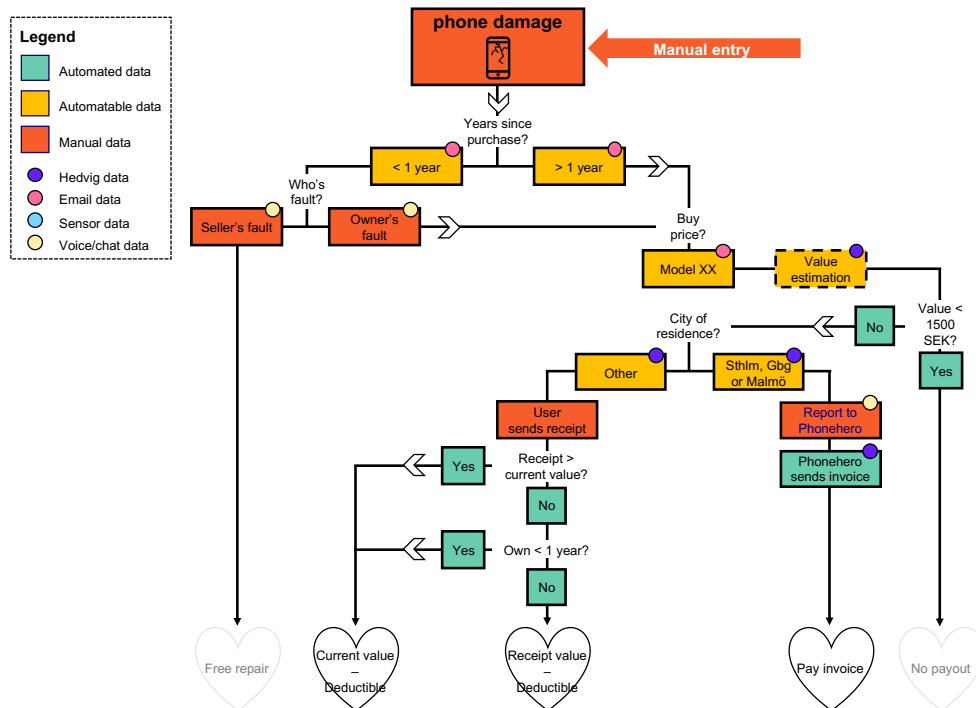 phone damage
Manual entry
Legend
Automated data
Automatable data
Manual data
Hedvig data
Email data
Sensor data
Voice/chat data
Years since
purchase?
< 1 year
> 1 year
Who's
fault?
Seller's fault
Owner's
fault
Buy
price?
Model XX
Value
estimation
Value <
1500
SEK?
No
Yes
City of
residence?
Other
Sthlm, Gbg
or Malmö
User
sends receipt
Report to
Phonehero
Phonehero
sends invoice
Receipt >
current value?
Yes
No
Own < 1 year?
Yes
No
Free repair
Current value
–
Deductible
Receipt value
–
Deductible
Pay invoice
No payout